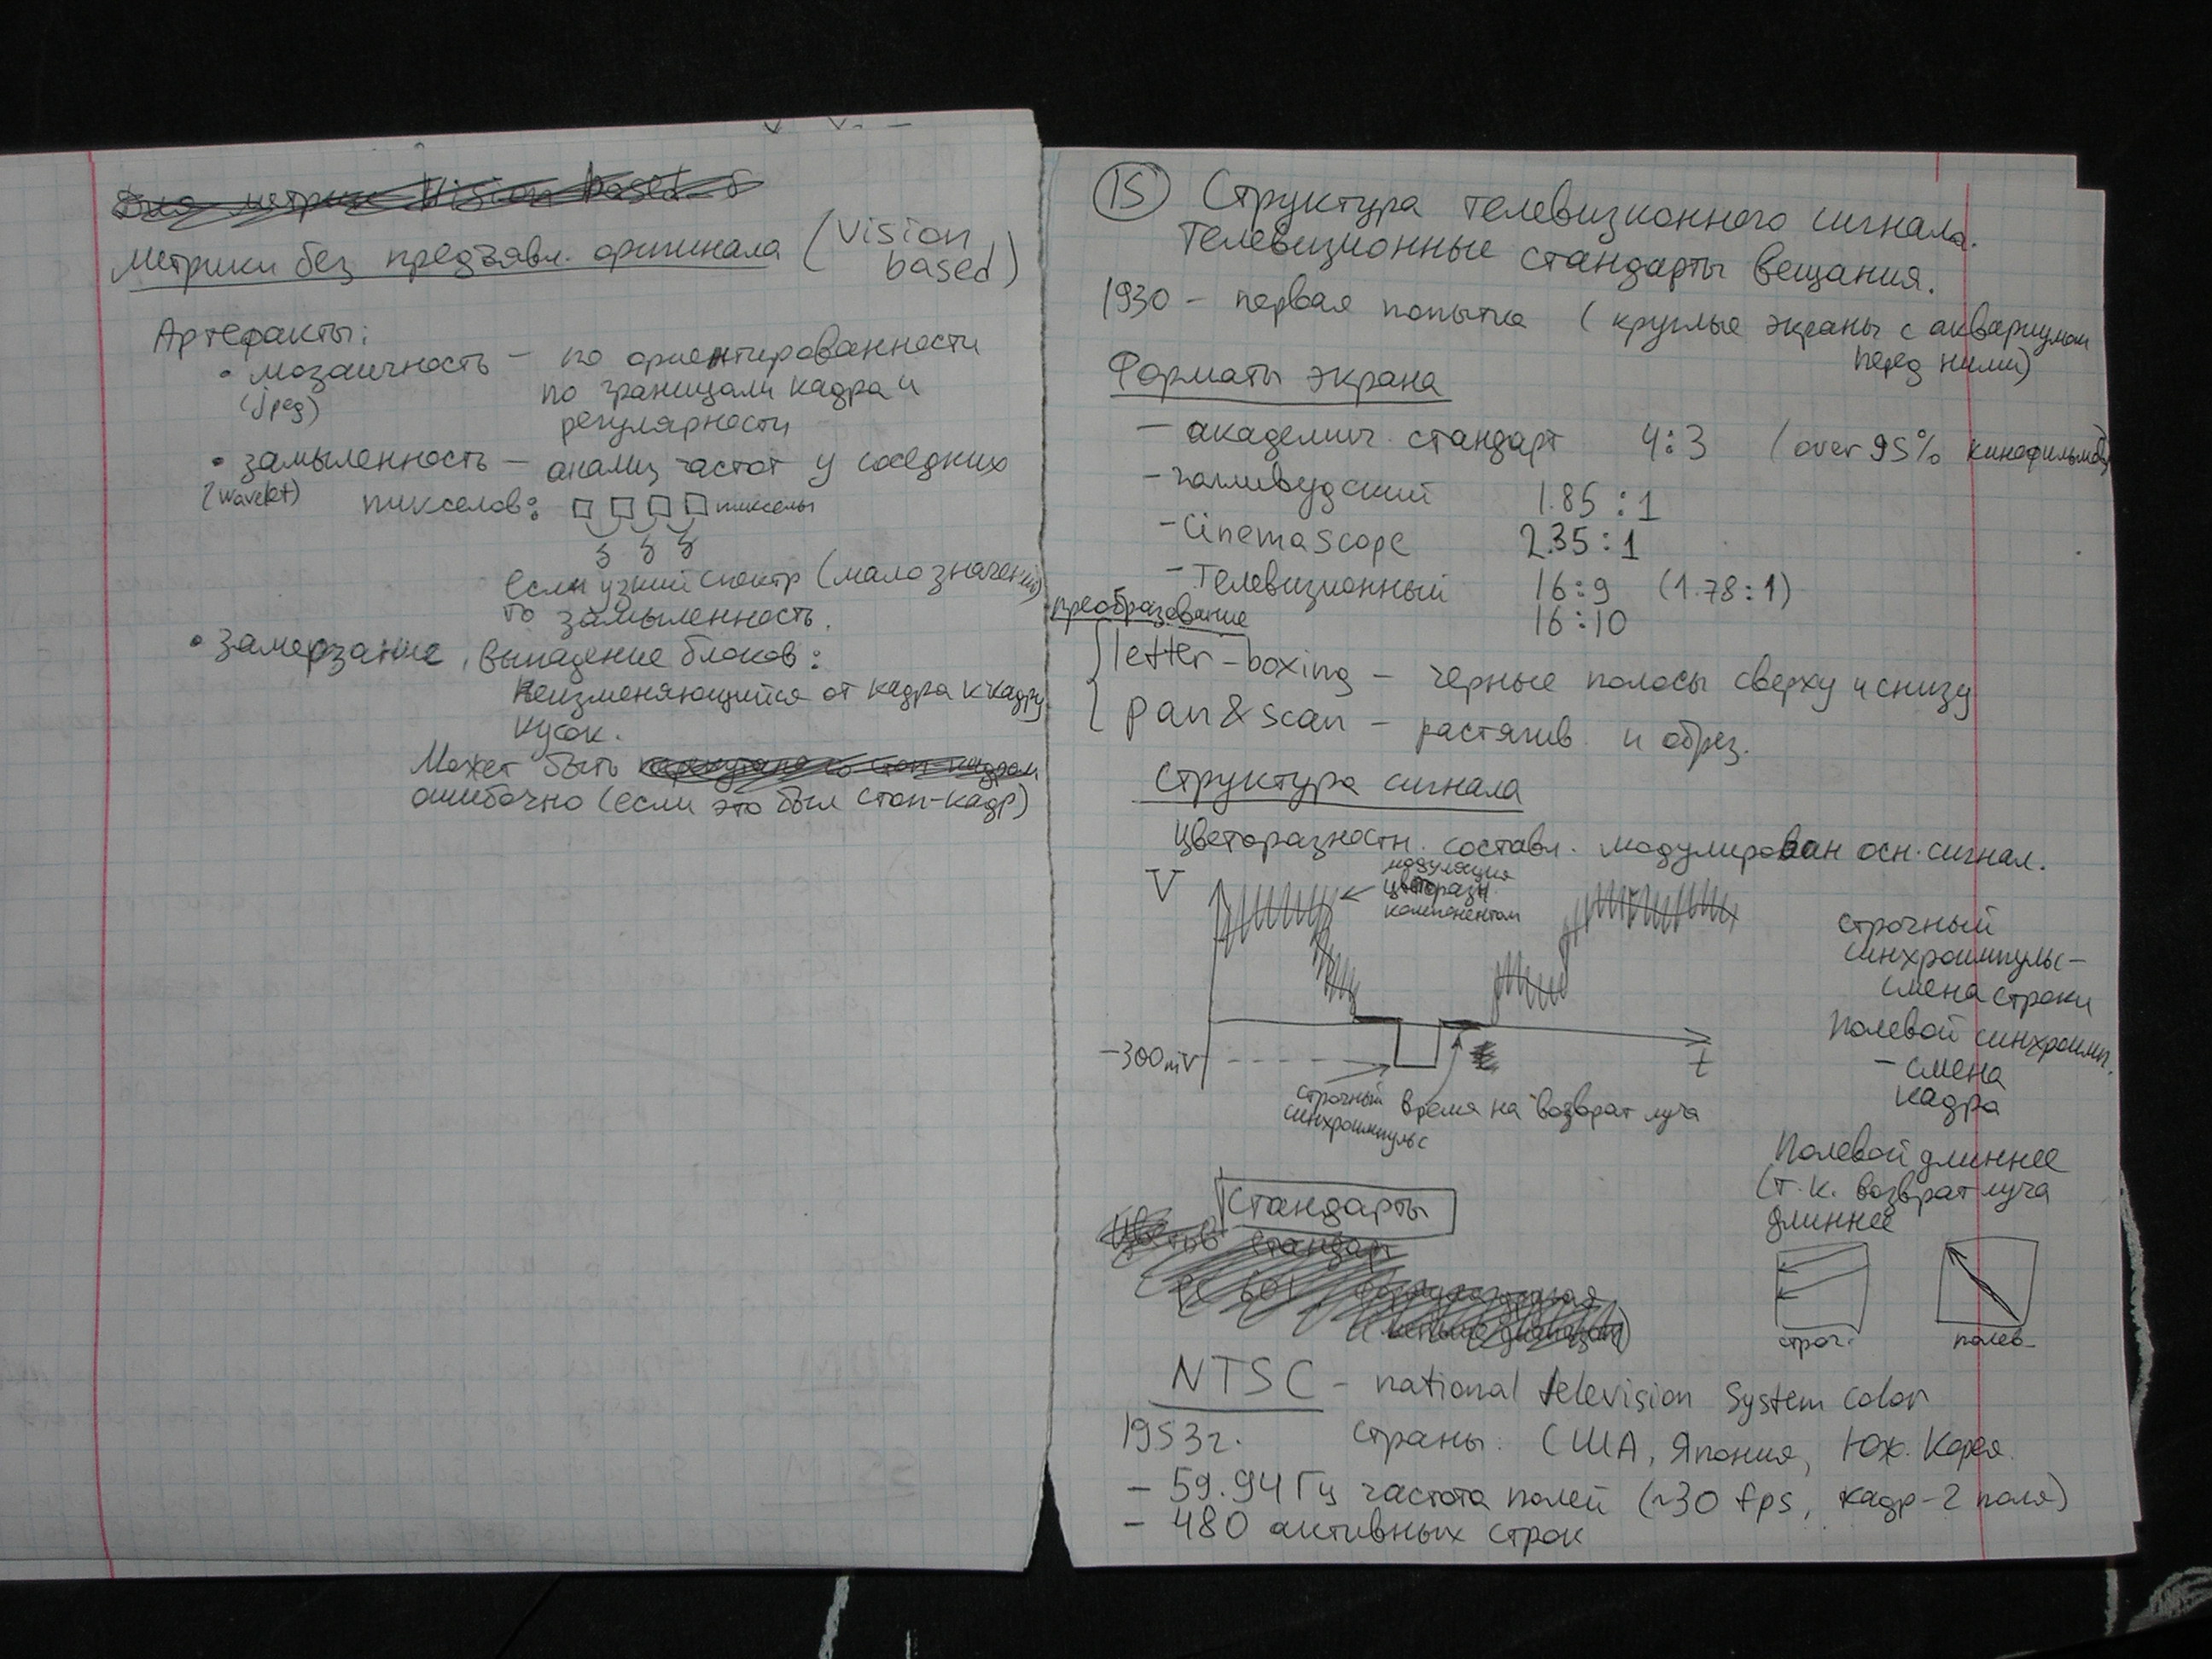 Метрики без предъявл. оригинала (Vision based)
Артефакты:
• мозаичность – по ориентированности
(jpeg) по границам кадра и
регулярности
• замыленность – анализ частот у соседних
(wavelet) пикселов: пикселы
если узкий спектр (мало значений)
то замыленность.
• замерзание, выпадение блоков:
Неизменяющийся от кадра к кадру
кусок.
Может быть
ошибочно (если это был стоп-кадр)
15 Структура телевизионного сигнала.
Телевизионные стандарты вещания.
1930 – первая попытка (круглые экраны с аквариумом
перед ними)
Форматы экрана
– академич. стандарт 4:3 (over 95% кинофильмов)
– голливудский 1.85 : 1
– Cinemascope 2.35 : 1
– Телевизионный 16:9 (1.78:1)
16:10
преобразование
letter-boxing – черные полосы сверху и снизу
pan&scan – растягив. и обрез.
Структура сигнала
Цветоразностн. составл. модулирован осн. сигнал.
V
модуляция
цветоразн.
компонентом
-300mV
t
строчный
синхроимпульс
время на возврат луча
строчный
синхроимпульс –
смена строки
Полевой синхроимп.
– смена
кадра
Полевой длиннее
(т.к. возврат луча
длиннее
строч.
полев.
Стандарты
NTSC – national television system color
1953г. Страны: США, Япония, Юж. Корея.
– 59.94 Гц частота полей (~30 fps, кадр – 2 поля)
– 480 активных строк